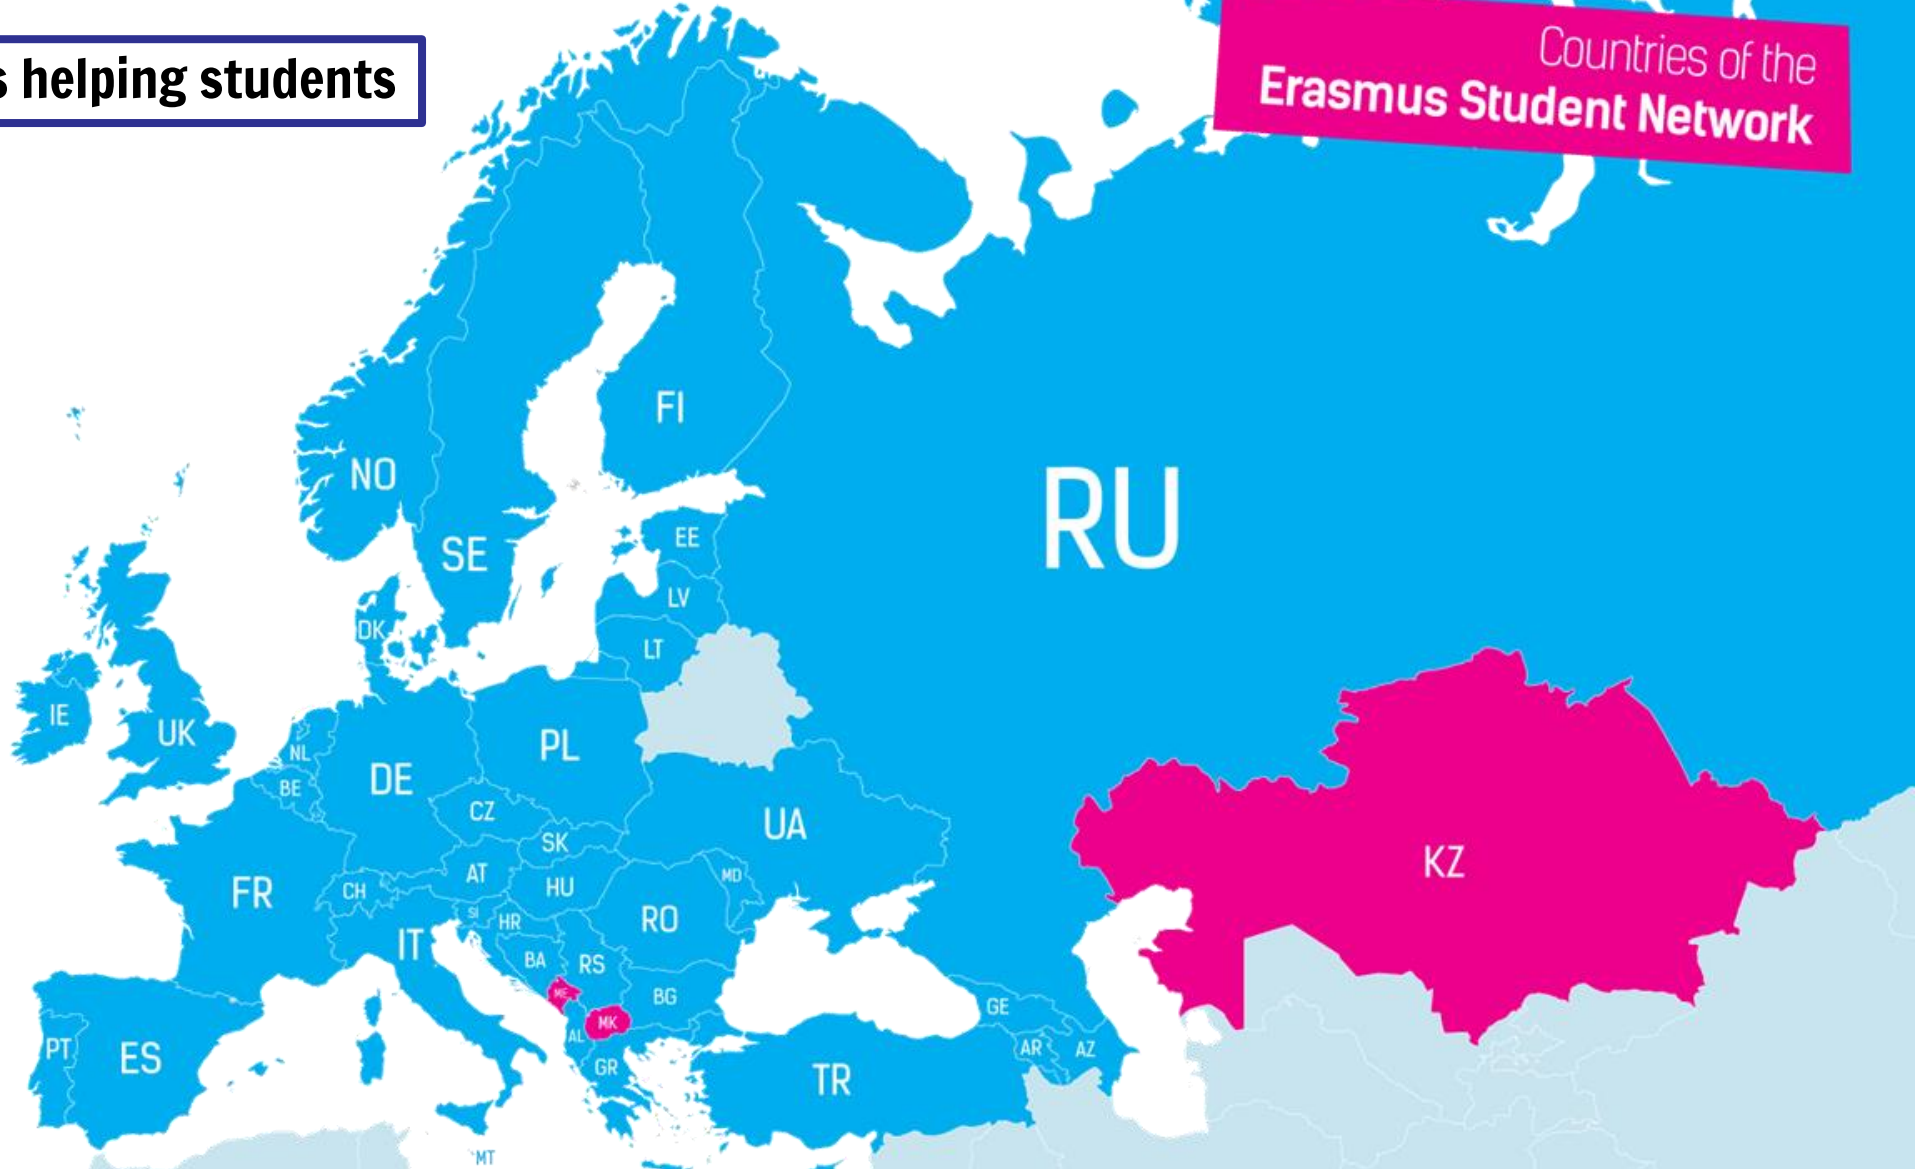 s helping students
Countries of the
Erasmus Student Network
FI
NO
RU
SE
EE
LV
DK
LT
IE
UK
PL
NL
DE
BE
CZ
UA
SK
KZ
AT
MD
HU
FR
CH
SI
HR
RO
IT
BA
RS
ME
BG
GE
MK
AL
PT
ES
GR
AR
AZ
TR
MT